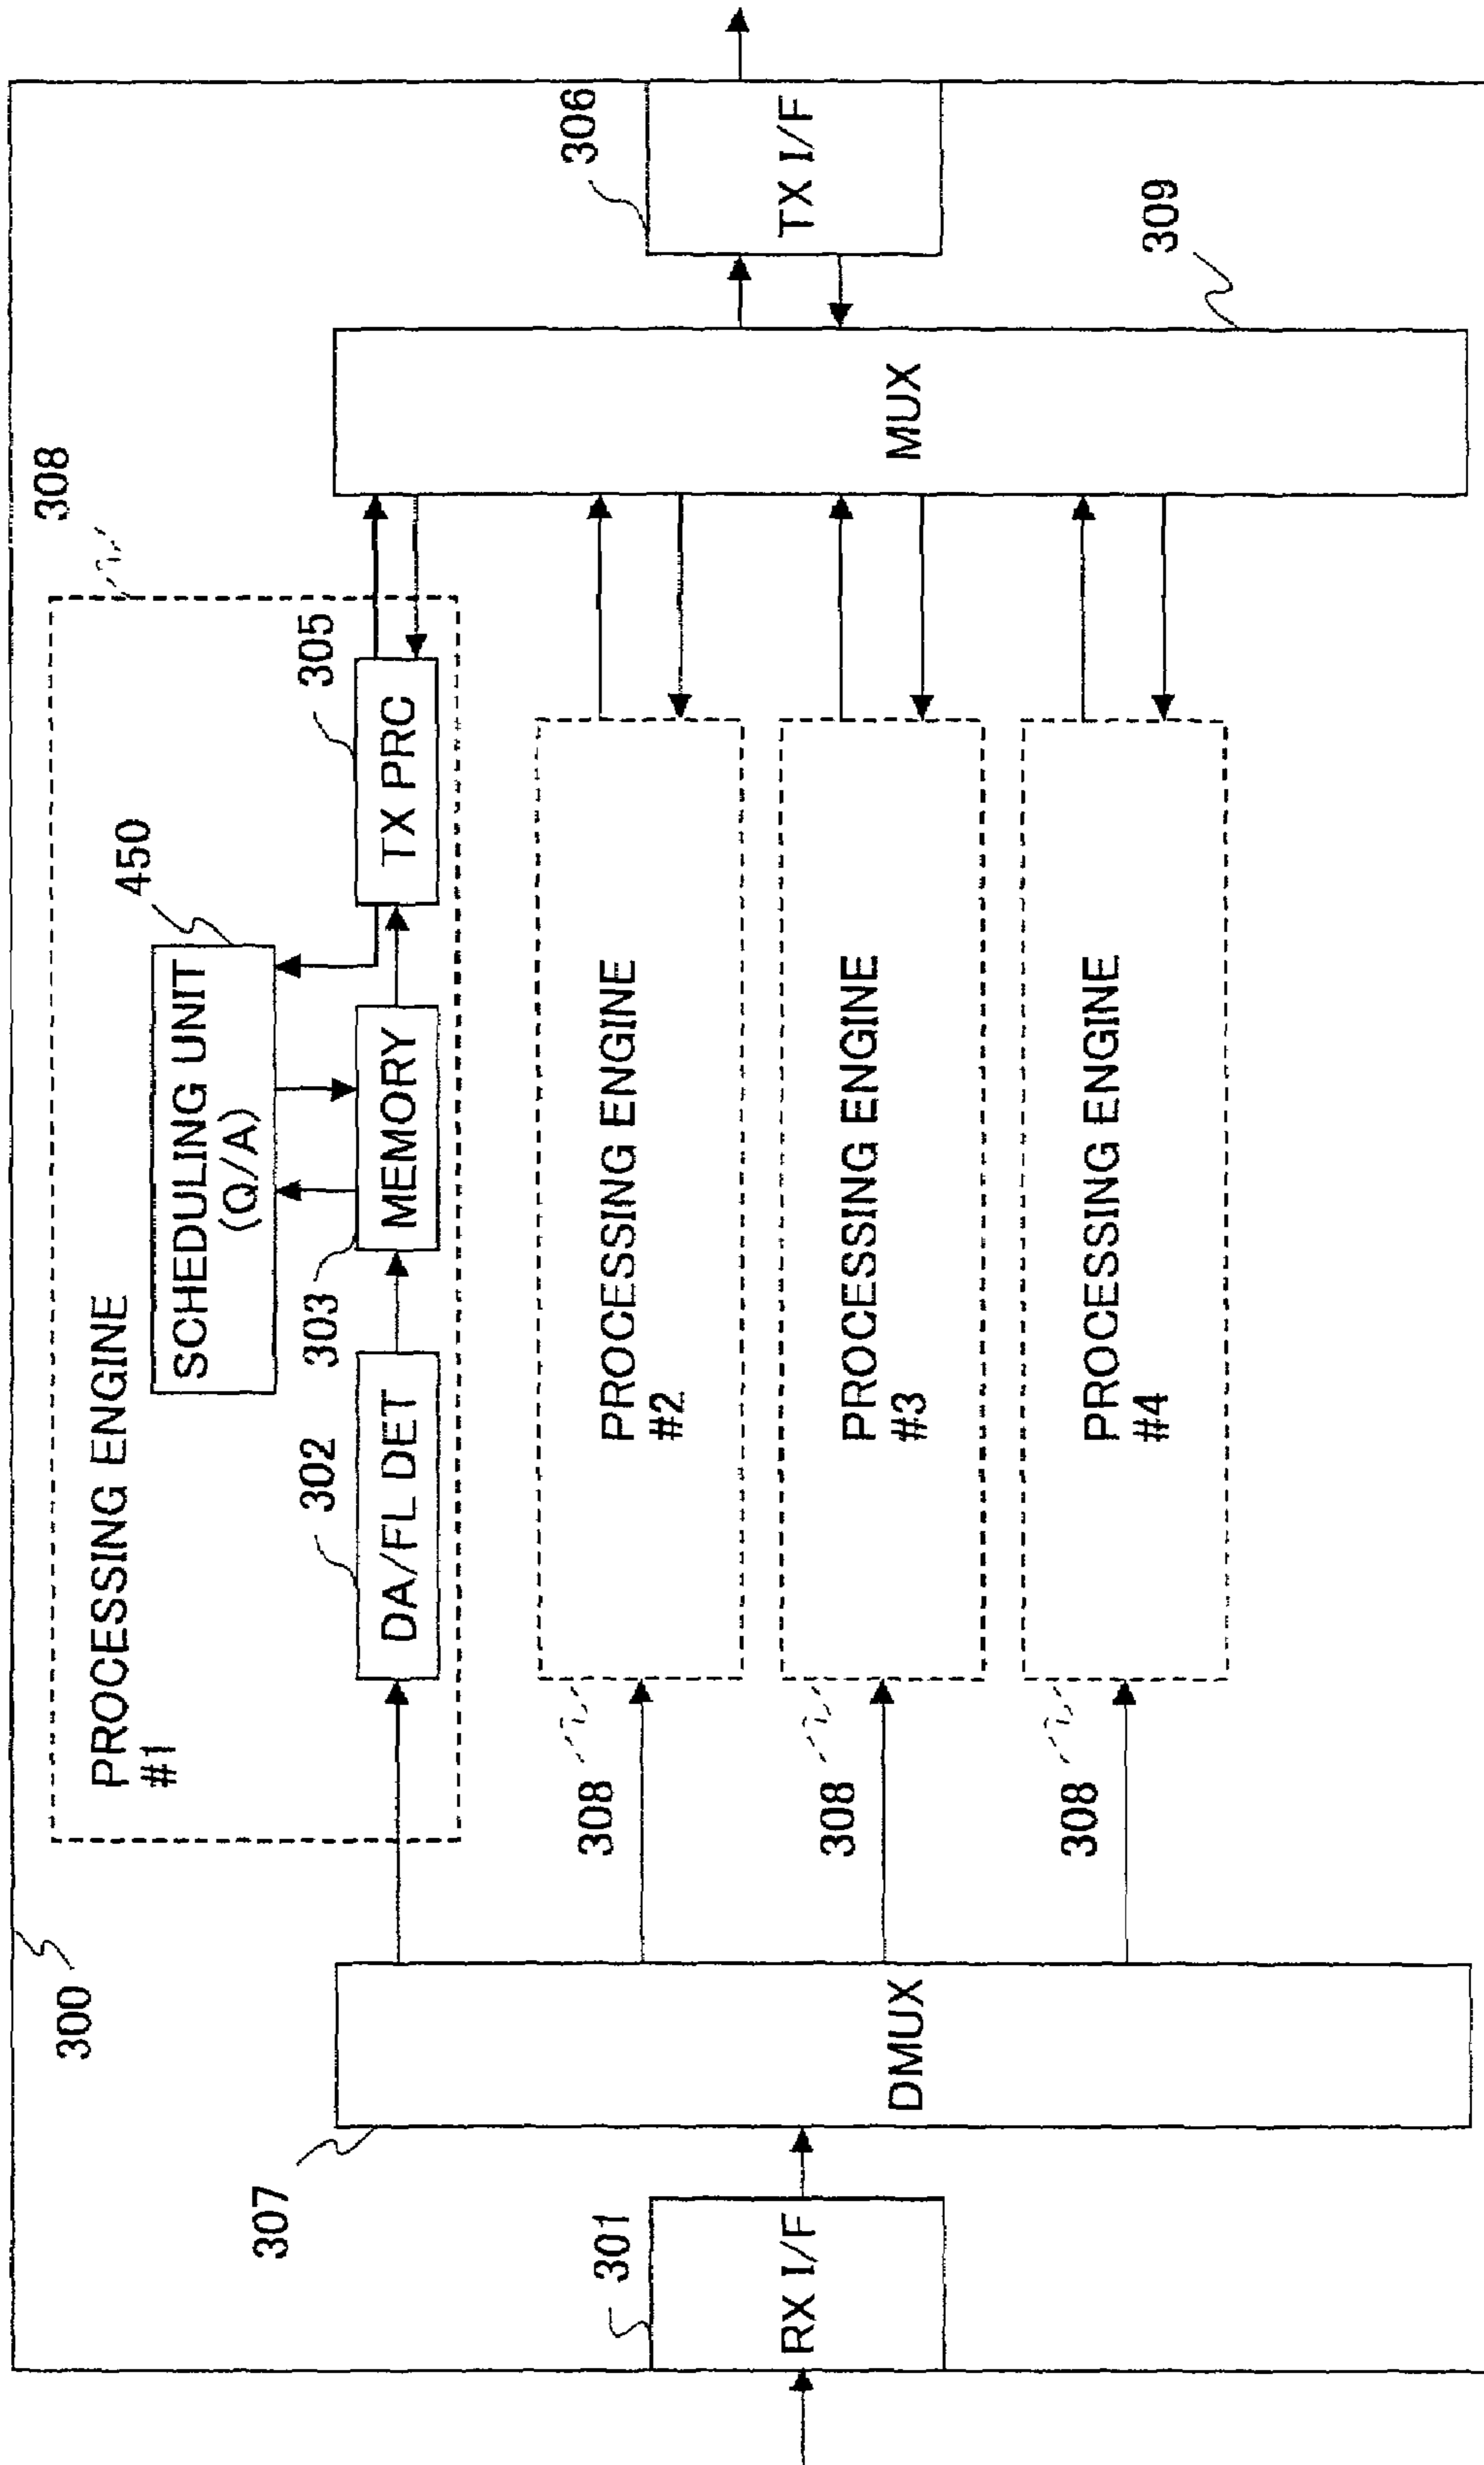 300
PROCESSING ENGINE
#1
308
SCHEDULING UNIT
(Q/A)
450
302
DA/FL DET
303
MEMORY
305
TX PRC
307
DMUX
301
RX I/F
308
PROCESSING ENGINE
#2
308
PROCESSING ENGINE
#3
308
PROCESSING ENGINE
#4
MUX
309
306
TX I/F